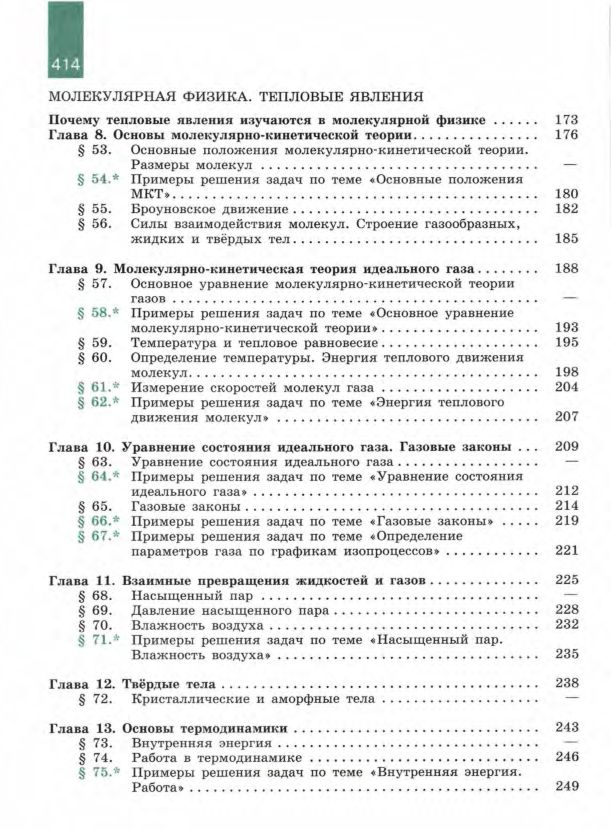 414
МОЛЕКУЛЯРНАЯ ФИЗИКА. ТЕПЛОВЫЕ ЯВЛЕНИЯ
Почему тепловые явления изучаются в молекулярной физике ...... 173
Глава 8. Основы молекулярно-кинетической теории................ 176
§ 53. Основные положения молекулярно-кинетической теории.
Размеры молекул ........................................ —
§ 54.* Примеры решения задач по теме «Основные положения
МКТ»................................................ 180
§ 55. Броуновское движение................................ 182
§ 56. Силы взаимодействия молекул. Строение газообразных,
жидких и твёрдых тел................................ 185
Глава 9. Молекулярно-кинетическая теория идеального газа........ 188
§ 57. Основное уравнение молекулярно-кинетической теории
газов ................................................ —
§ 58.* Примеры решения задач по теме «Основное уравнение
молекулярно-кинетической теории»..................... 193
§ 59. Температура и тепловое равновесие..................... 195
§ 60. Определение температуры. Энергия теплового движения
молекул.............................................. 198
§ 61.* Измерение скоростей молекул газа ..................... 204
§ 62.* Примеры решения задач по теме «Энергия теплового
движения молекул» ................................... 207
Глава 10. Уравнение состояния идеального газа. Газовые законы ... 209
§ 63. Уравнение состояния идеального газа................... —
§ 64.* Примеры решения задач по теме «Уравнение состояния
идеального газа» ..................................... 212
§ 65. Газовые законы ...................................... 214
§ 66.* Примеры решения задач по теме «Газовые законы» ..... 219
§ 67.* Примеры решения задач по теме «Определение
параметров газа по графикам изопроцессов» ............ 221
Глава 11. Взаимные превращения жидкостей и газов .............. 225
§ 68. Насыщенный пар ..................................... —
§ 69. Давление насыщенного пара........................... 228
§ 70. Влажность воздуха ................................... 232
§ 71.* Примеры решения задач по теме «Насыщенный пар.
Влажность воздуха» .................................. 235
Глава 12. Твёрдые тела ......................................... 238
§ 72. Кристаллические и аморфные тела .................... —
Глава 13. Основы термодинамики ................................ 243
§ 73. Внутренняя энергия .................................. —
§ 74. Работа в термодинамике .............................. 246
§ 75.* Примеры решения задач по теме «Внутренняя энергия.
Работа» ............................................. 249